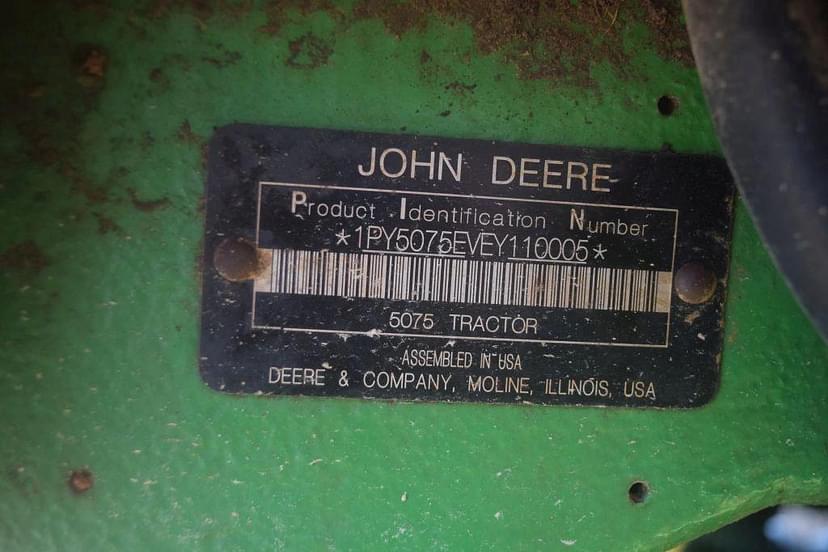 JOHN DEERE
Product Identification Number
*1PY5075EVEY110005*
5075 TRACTOR
ASSEMBLED IN USA
DEERE & COMPANY, MOLINE, ILLINOIS, USA